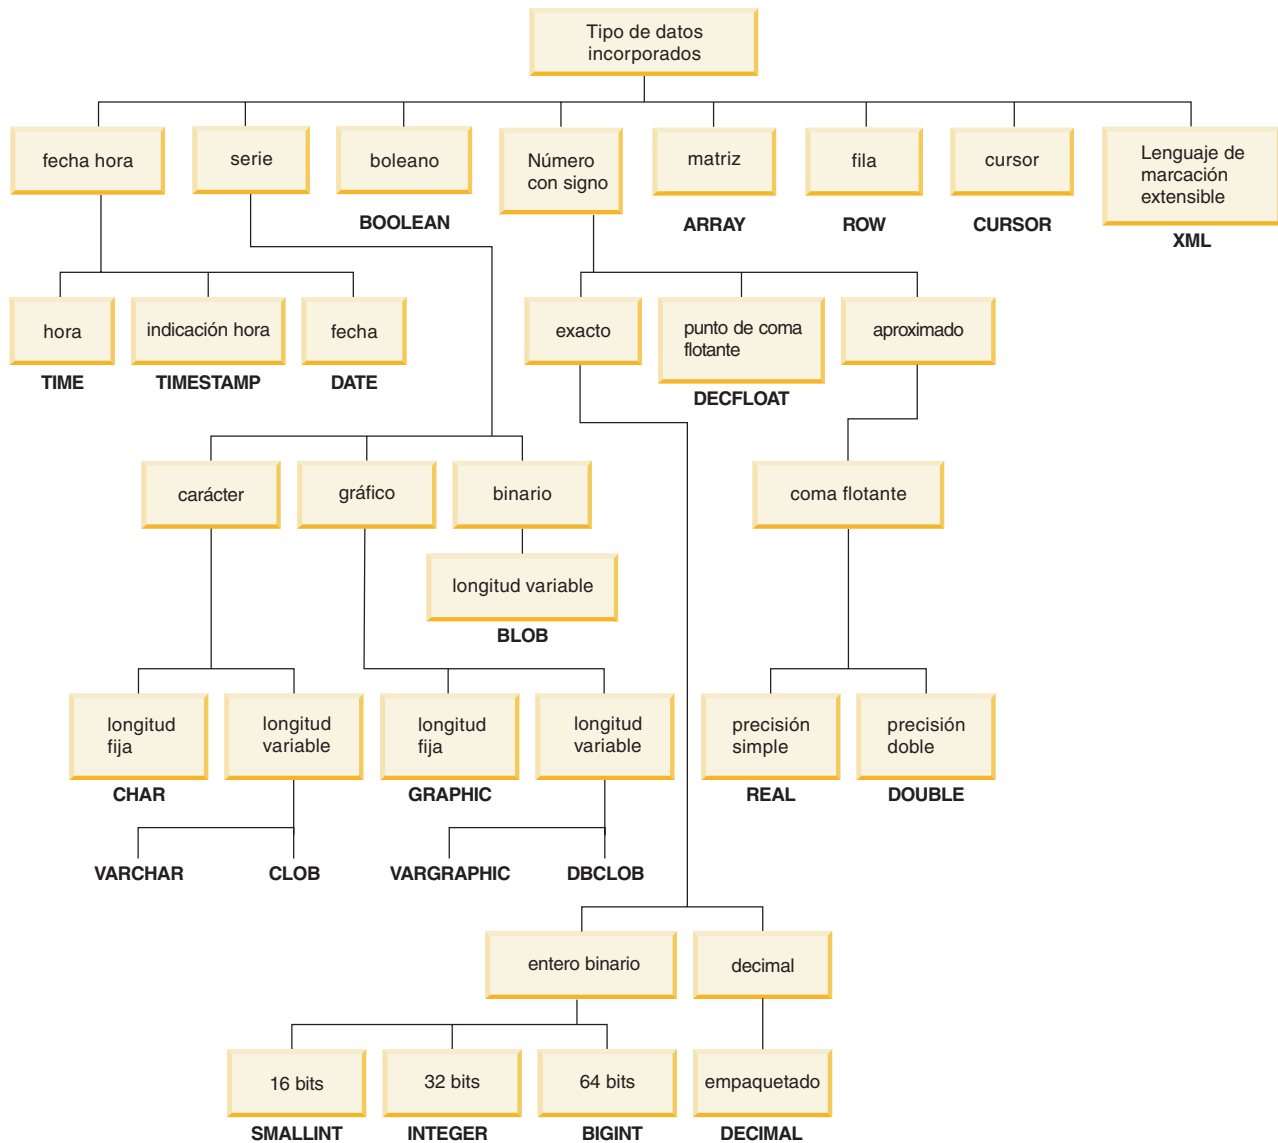 Tipo de datos
incorporados
fecha hora
serie
boleano
BOOLEAN
Número
con signo
matriz
ARRAY
fila
ROW
cursor
CURSOR
Lenguaje de
marcación
extensible
XML
hora
TIME
indicación hora
TIMESTAMP
fecha
DATE
exacto
punto de coma
flotante
DECFLOAT
aproximado
carácter
gráfico
binario
coma flotante
longitud variable
BLOB
longitud
fija
CHAR
longitud
variable
longitud
fija
GRAPHIC
longitud
variable
precisión
simple
REAL
precisión
doble
DOUBLE
VARCHAR
CLOB
VARGRAPHIC
DBCLOB
entero binario
decimal
16 bits
SMALLINT
32 bits
INTEGER
64 bits
BIGINT
empaquetado
DECIMAL